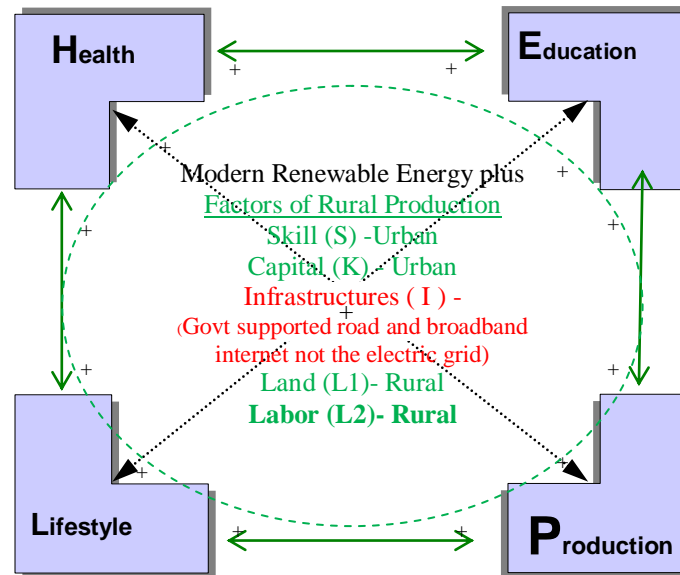 Health
Education
+ +
+
Modern Renewable Energy plus
+
Factors of Rural Production
+
Skill (S) -Urban
+
Capital (K) - Urban
Infrastructures ( I ) -
+
(Govt supported road and broadband
internet not the electric grid)
+ +
Land (L1)- Rural
Labor (L2)- Rural
+ +
Lifestyle
Production
+ +